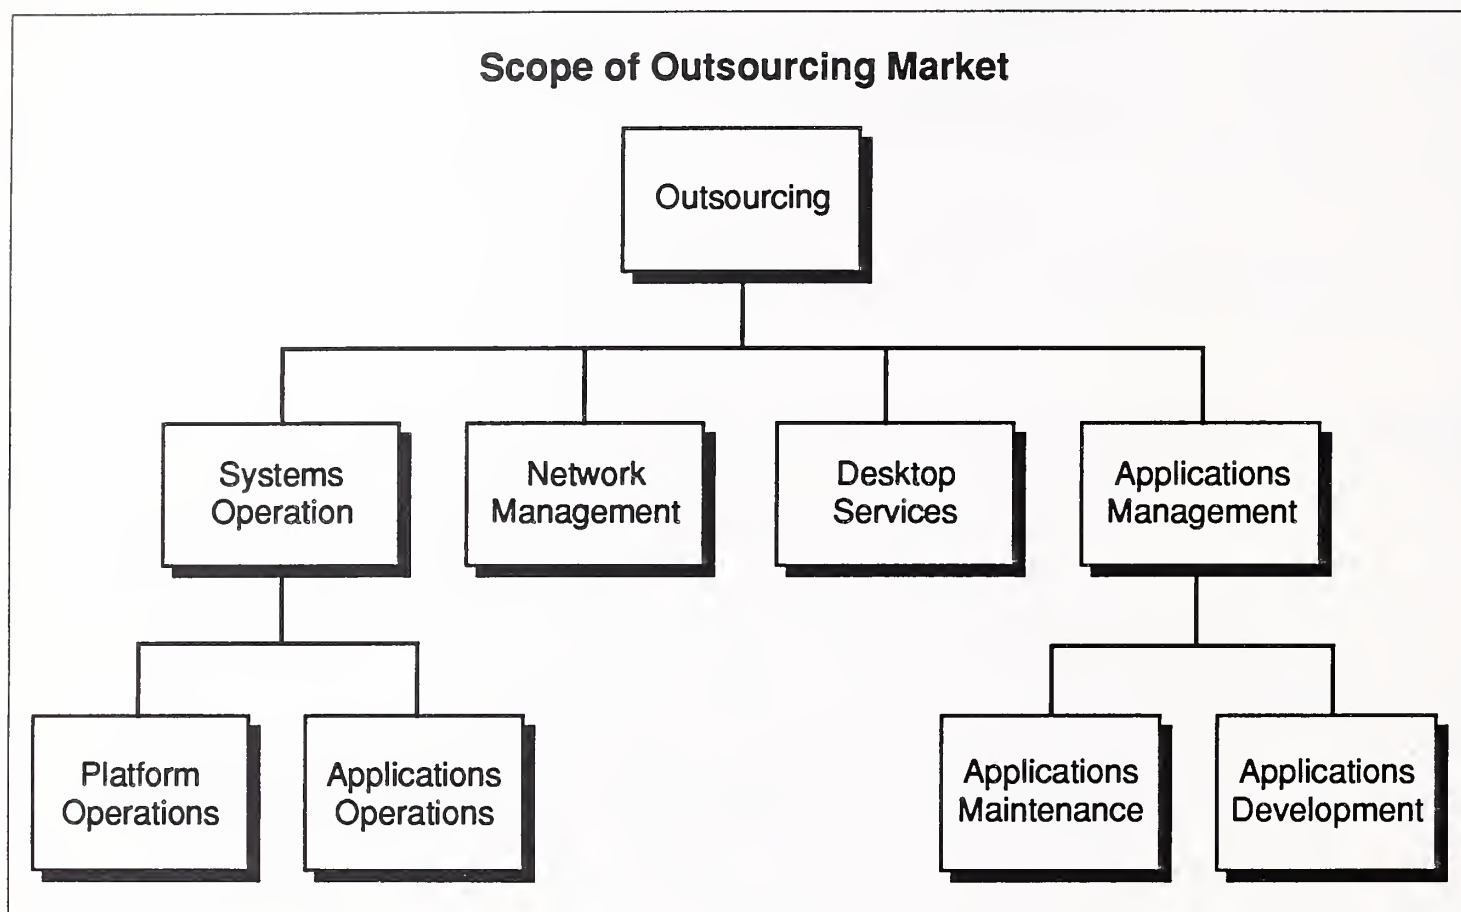 Scope of Outsourcing Market
Outsourcing
Systems
Operation
Network
Management
Desktop
Services
Applications
Management
Platform
Operations
Applications
Operations
Applications
Maintenance
Applications
Development